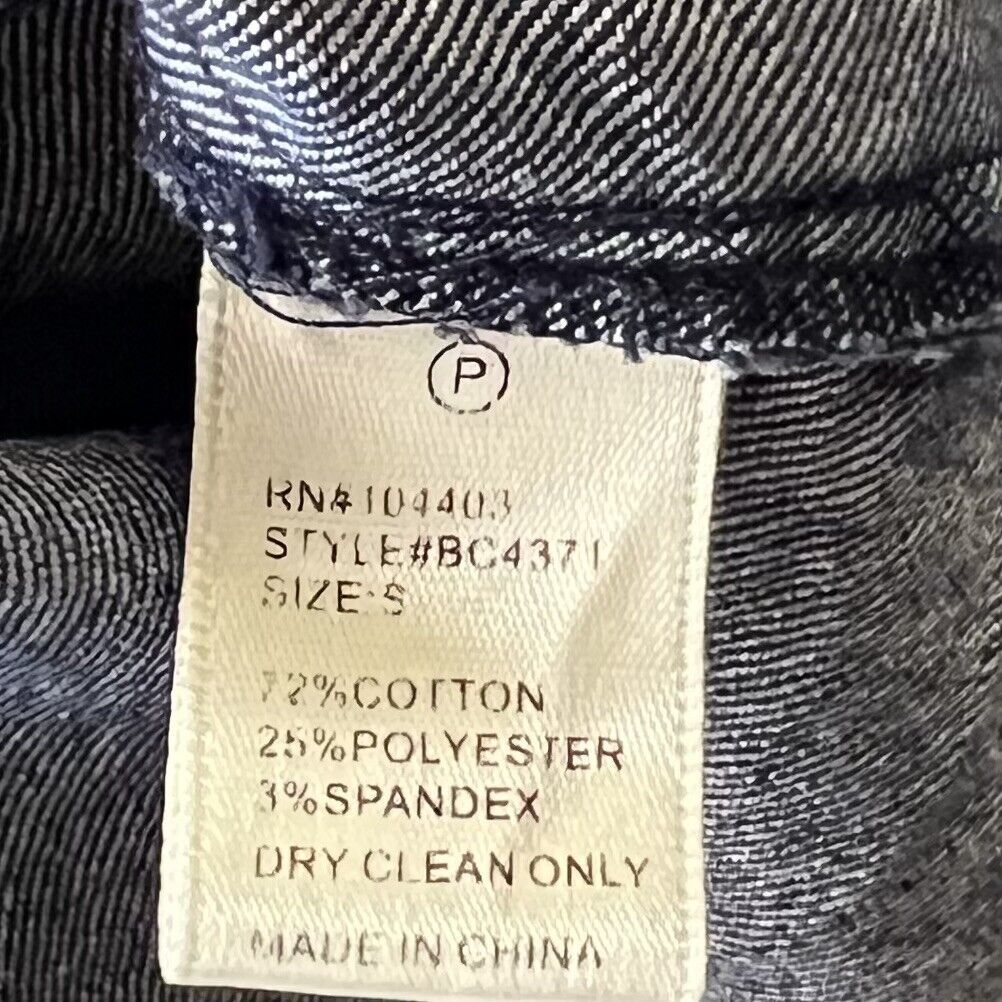 P
RN#104403
STYLE#BC4371
SIZE:S
72%COTTON
25%POLYESTER
3%SPANDEX
DRY CLEAN ONLY
MADE IN CHINA